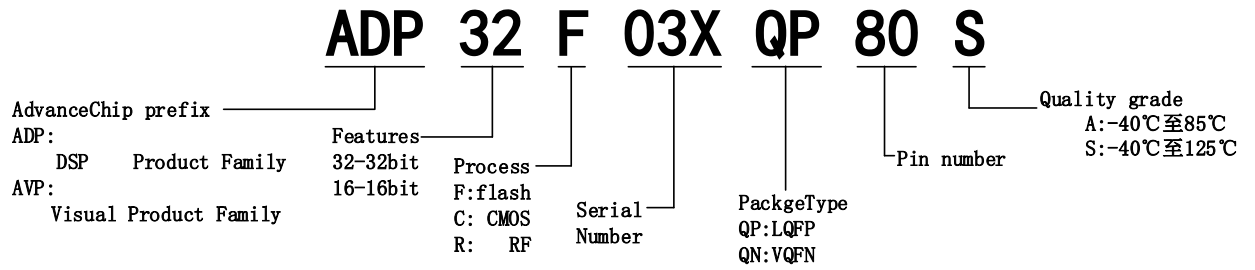 ADP 32 F 03X QP 80 S
AdvanceChip prefix
ADP:
DSP Product Family
AVP:
Visual Product Family
Features
32-32bit
16-16bit
Process
F:flash
C: CMOS
R: RF
Serial
Number
PackgeType
QP:LQFP
QN:VQFN
Pin number
Quality grade
A:-40℃至85℃
S:-40℃至125℃